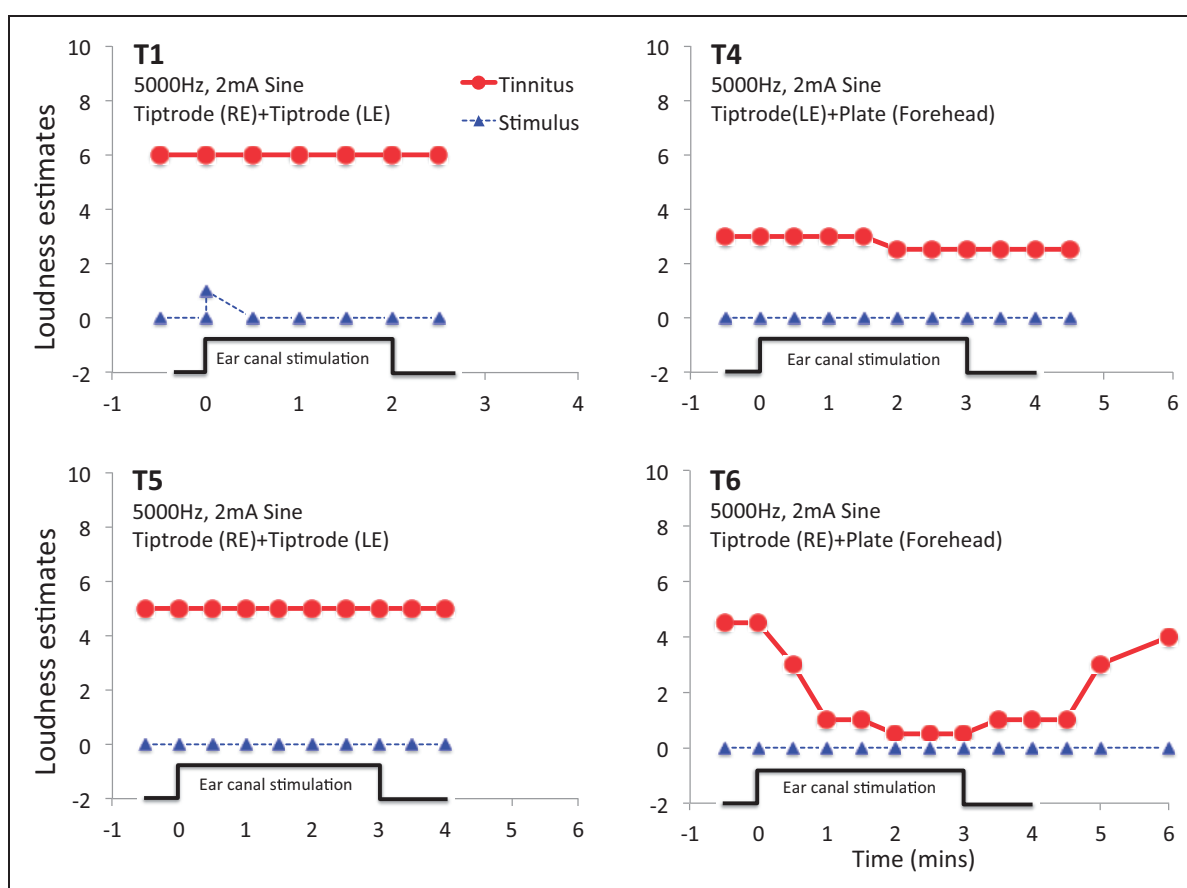 T1
5000Hz, 2mA Sine
Tiptrode (RE)+Tiptrode (LE)
Tinnitus
Stimulus
Loudness estimates
10
8
6
4
2
0
-2
Ear canal stimulation
-1 0 1 2 3 4
T4
5000Hz, 2mA Sine
Tiptrode(LE)+Plate (Forehead)
10
8
6
4
2
0
-2
Ear canal stimulation
-1 0 1 2 3 4 5 6
T5
5000Hz, 2mA Sine
Tiptrode (RE)+Tiptrode (LE)
Loudness estimates
10
8
6
4
2
0
-2
Ear canal stimulation
-1 0 1 2 3 4 5 6
T6
5000Hz, 2mA Sine
Tiptrode (RE)+Plate (Forehead)
10
8
6
4
2
0
-2
Ear canal stimulation
-1 0 1 2 3 4 5 6
Time (mins)